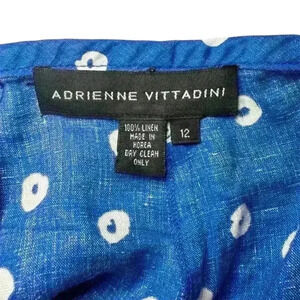 ADRIENNE VITTADINI
100% LINEN
MADE IN
KOREA
DRY CLEAN
ONLY
12